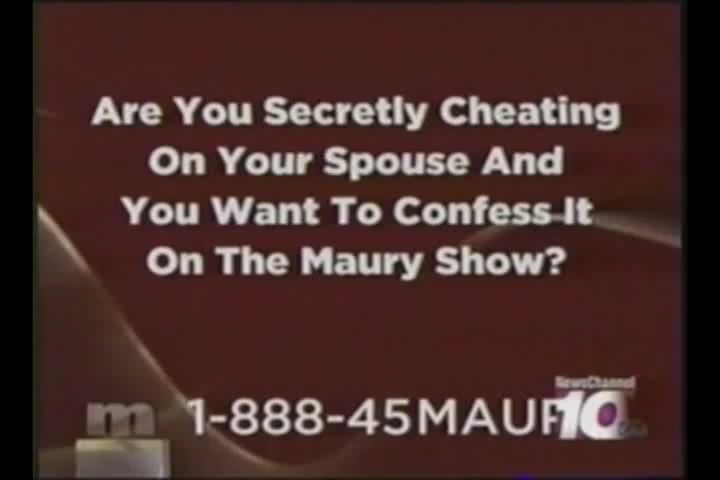 Are You Secretly Cheating
On Your Spouse And
You Want To Confess It
On The Maury Show?
NewsChannel
m
1-888-45MAUR
10